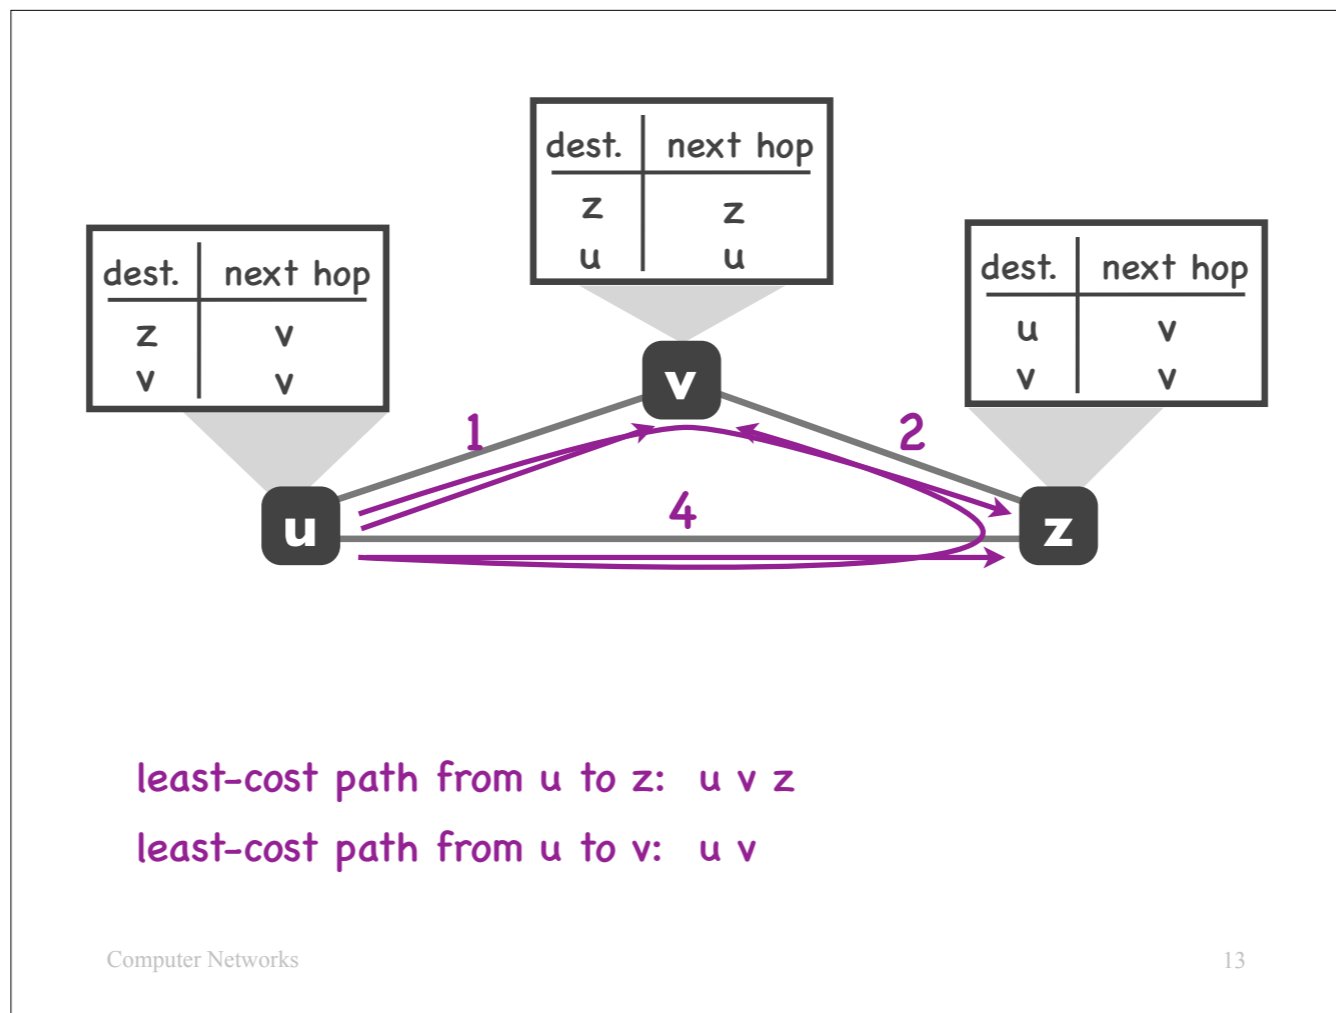 dest. next hop
z z
u u
dest. next hop
z v
v v
dest. next hop
u v
v v
v
1
2
4
u
z
least-cost path from u to z: u v z
least-cost path from u to v: u v
Computer Networks
13